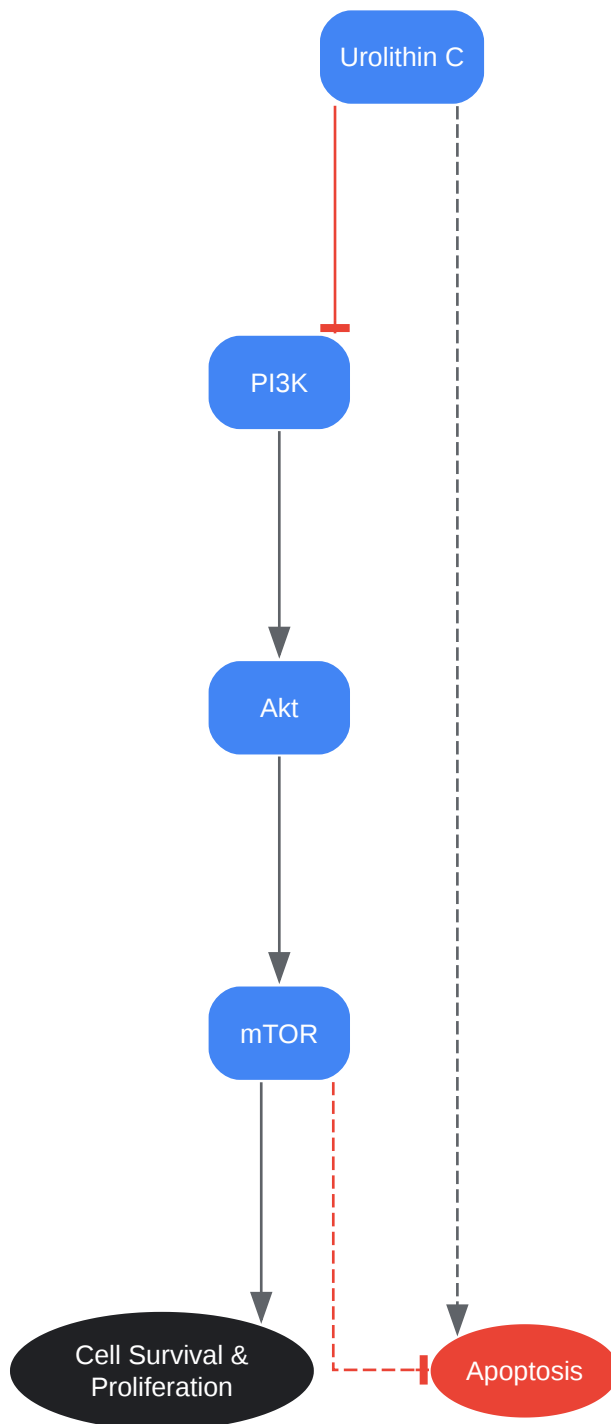 Urolithin C
PI3K
Akt
mTOR
Cell Survival &
Proliferation
Apoptosis